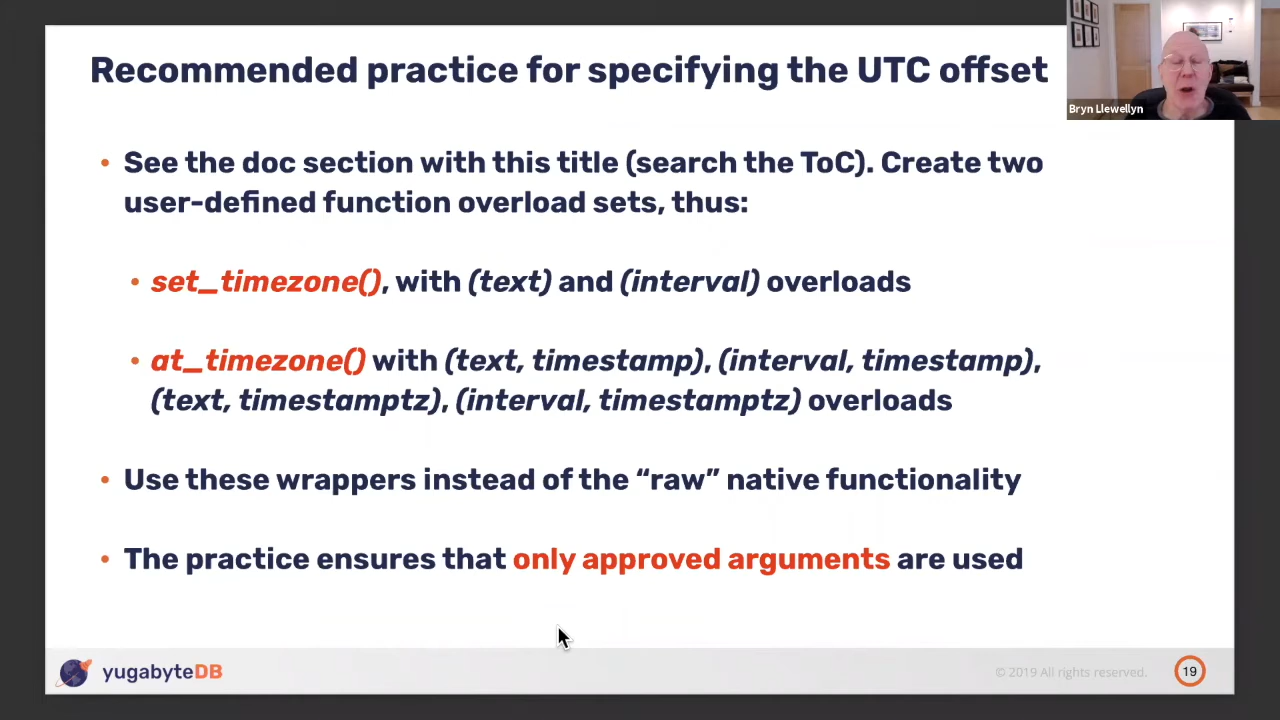 Recommended practice for specifying the UTC offset
Bryn Llewellyn
• See the doc section with this title (search the ToC). Create two
user-defined function overload sets, thus:
• set_timezone(), with (text) and (interval) overloads
• at_timezone() with (text, timestamp), (interval, timestamp),
(text, timestamptz), (interval, timestamptz) overloads
• Use these wrappers instead of the “raw” native functionality
• The practice ensures that only approved arguments are used
yugabyteDB
© 2019 All rights reserved.
19